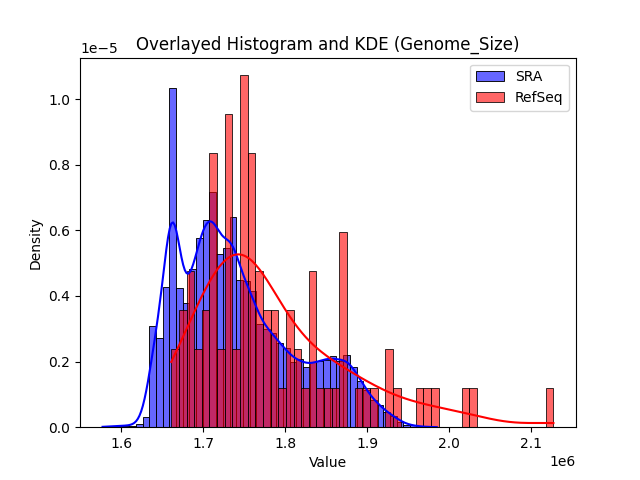 Overlayed Histogram and KDE (Genome_Size)
1e−5
SRA
RefSeq
1.0
0.8
0.6
0.4
0.2
0.0
Density
1.6 1.7 1.8 1.9 2.0 2.1
Value
1e6